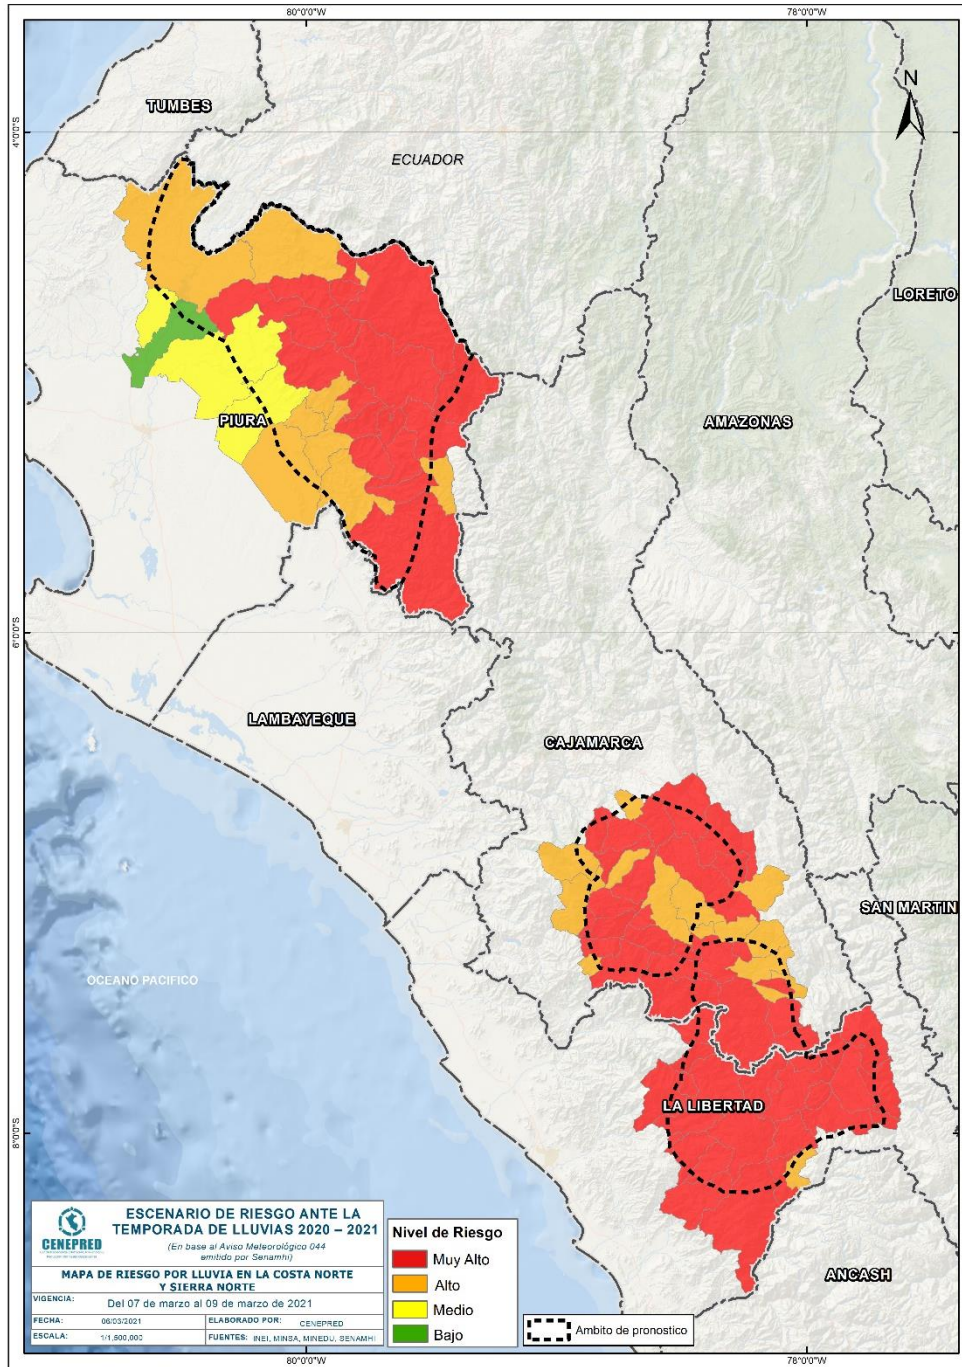 80°0'0"W
78°0'0"W
N
TUMBES
4°0'0"S
ECUADOR
LORETO
PIURA
AMAZONAS
6°0'0"S
LAMBAYEQUE
CAJAMARCA
SAN MARTIN
OCEANO PACIFICO
LA LIBERTAD
8°0'0"S
ANCASH
CENEPRED
ESCENARIO DE RIESGO ANTE LA
TEMPORADA DE LLUVIAS 2020 – 2021
(En base al Aviso Meteorológico 044
emitido por Senamhi)
MAPA DE RIESGO POR LLUVIA EN LA COSTA NORTE
Y SIERRA NORTE
VIGENCIA: Del 07 de marzo al 09 de marzo de 2021
FECHA: 06/03/2021 ELABORADO POR: CENEPRED
ESCALA: 1/1,600,000 FUENTES: INEI, MINSA, MINEDU, SENAMHI
Nivel de Riesgo
Muy Alto
Alto
Medio
Bajo
Ambito de pronostico
80°0'0"W
78°0'0"W